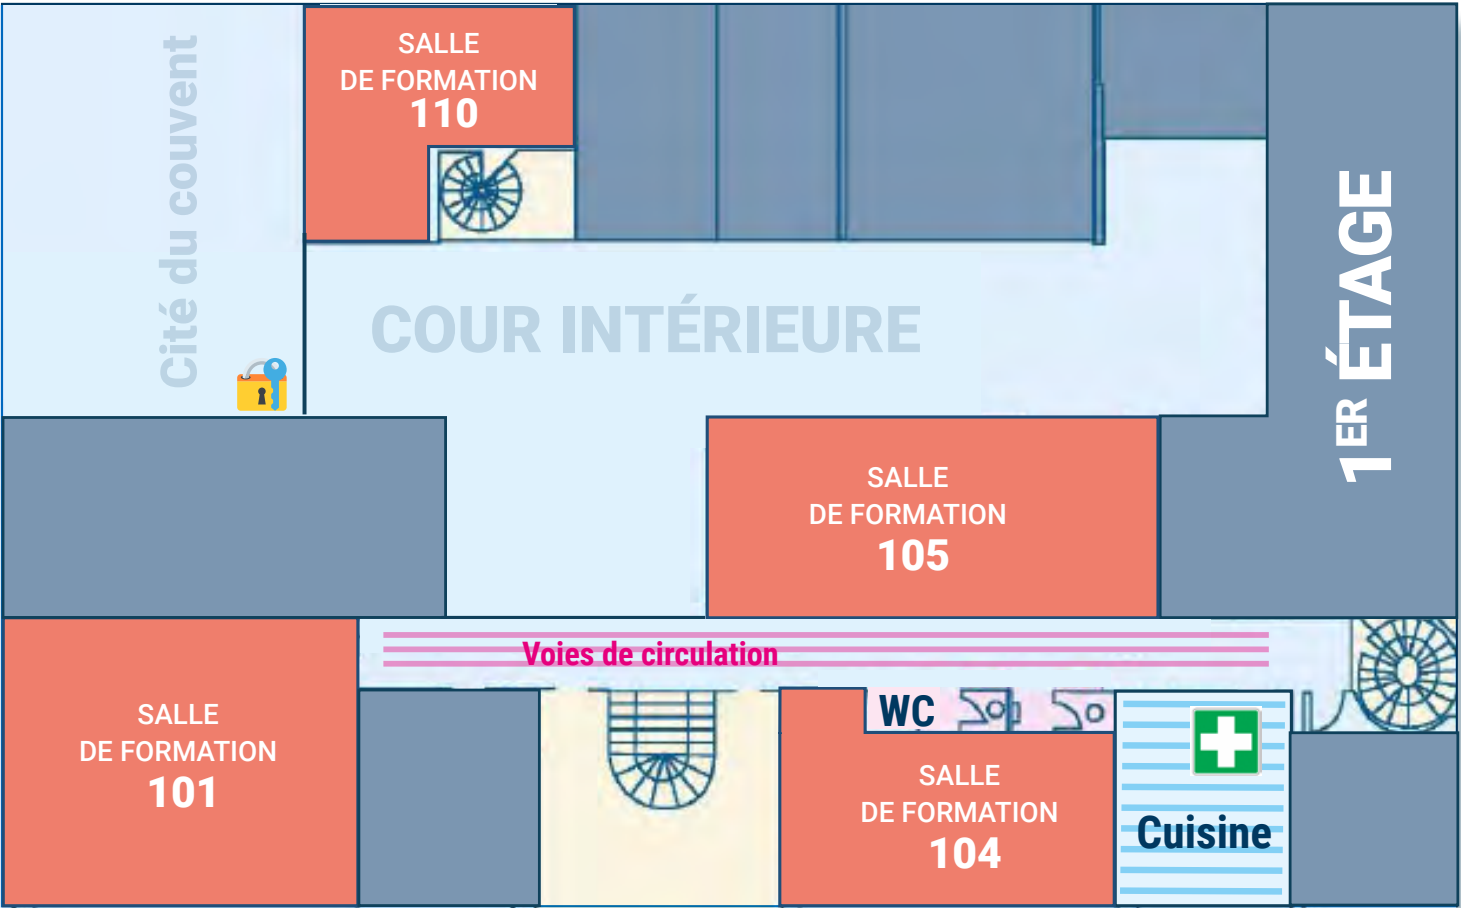 SALLE
DE FORMATION
110
Cité du couvent
COUR INTÉRIEURE
1ER ÉTAGE
SALLE
DE FORMATION
105
Voies de circulation
SALLE
DE FORMATION
101
WC
SALLE
DE FORMATION
104
Cuisine